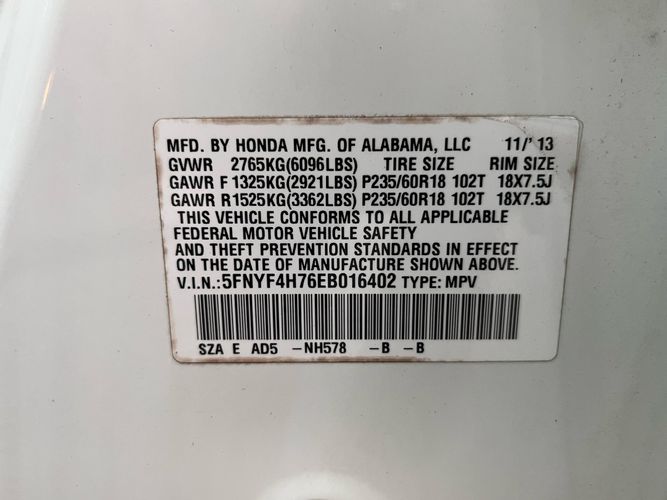 MFD. BY HONDA MFG. OF ALABAMA, LLC 11/'13
GVWR 2765KG(6096LBS) TIRE SIZE RIM SIZE
GAWR F 1325KG(2921LBS) P235/60R18 102T 18X7.5J
GAWR R1525KG(3362LBS) P235/60R18 102T 18X7.5J
THIS VEHICLE CONFORMS TO ALL APPLICABLE
FEDERAL MOTOR VEHICLE SAFETY
AND THEFT PREVENTION STANDARDS IN EFFECT
ON THE DATE OF MANUFACTURE SHOWN ABOVE.
V.I.N.:5FNYF4H76EB016402 TYPE: MPV
SZA E AD5 -NH578 -B -B